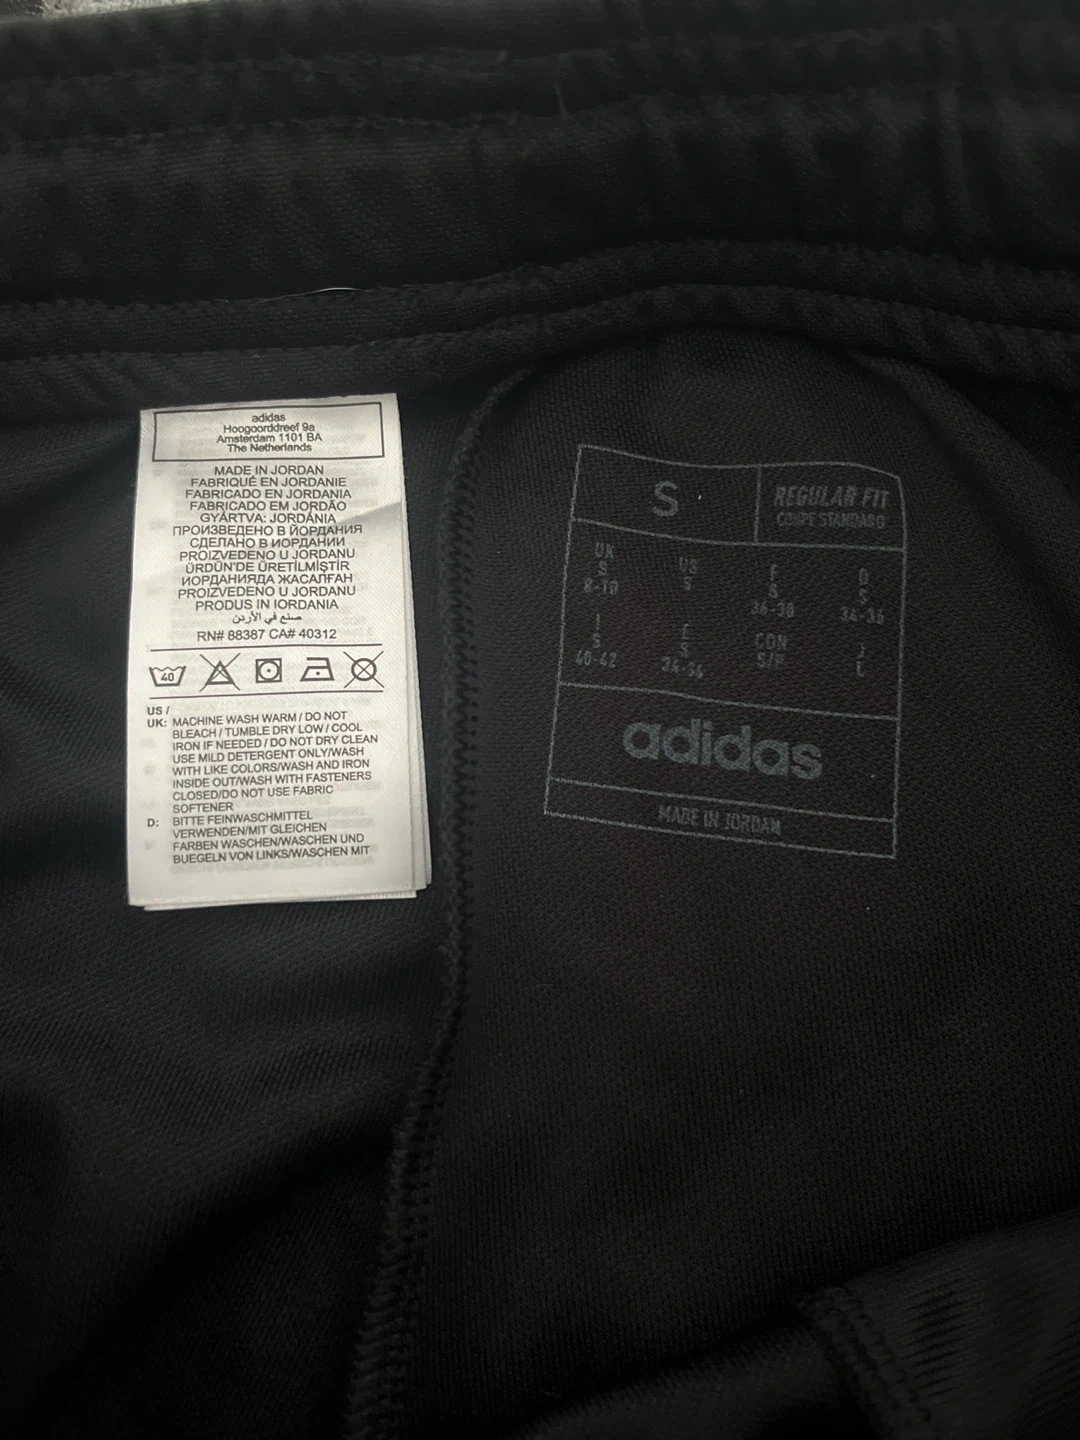 adidas
Hoogoorddreef 9a
Amsterdam 1101 BA
The Netherlands
MADE IN JORDAN
FABRIQUÉ EN JORDANIE
FABRICADO EN JORDANIA
FABRICADO EM JORDÃO
GYÁRTVA: JORDÁNIA
ПРОИЗВЕДЕНО В ЙОРДАНИЯ
СДЕЛАНО В ИОРДАНИИ
PROIZVEDENO U JORDANU
ÜRDÜN'DE ÜRETİLMİŞTİR
ИОРДАНИЯДА ЖАСАЛҒАН
PROIZVEDENO U JORDANU
PRODUS IN IORDANIA
صنع في الأردن
RN# 88387 CA# 40312
40
US /
UK: MACHINE WASH WARM / DO NOT
BLEACH / TUMBLE DRY LOW / COOL
IRON IF NEEDED / DO NOT DRY CLEAN
USE MILD DETERGENT ONLY/WASH
WITH LIKE COLORS/WASH AND IRON
INSIDE OUT/WASH WITH FASTENERS
CLOSED/DO NOT USE FABRIC
SOFTENER
D: BITTE FEINWASCHMITTEL
VERWENDEN/MIT GLEICHEN
FARBEN WASCHEN/WASCHEN UND
BUEGELN VON LINKS/WASCHEN MIT
S
REGULAR FIT
COUPE STANDARD
UK US F D
S S S S
8-10 36-38 34-36
I E CDN J
S S S/P L
40-42 34-36
adidas
MADE IN JORDAN